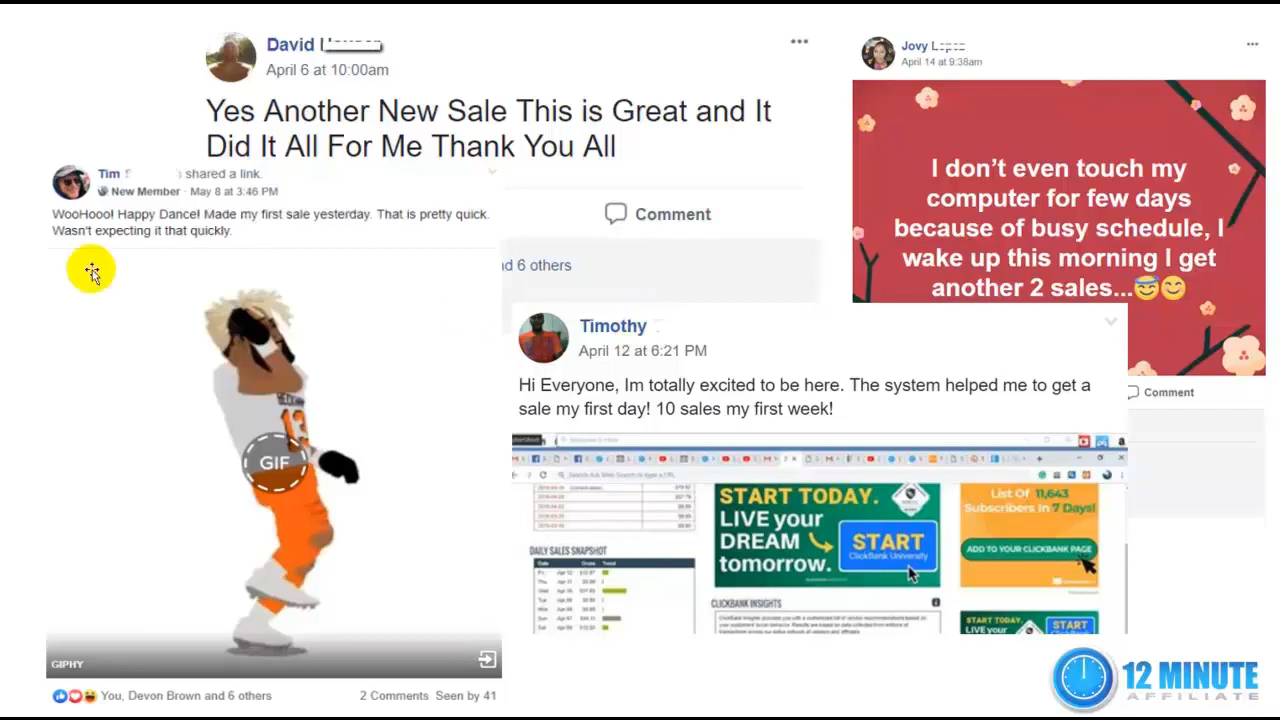 David
April 6 at 10:00am
Yes Another New Sale This is Great and It
Did It All For Me Thank You All
Comment
d 6 others
Tim
shared a link.
New Member · May 8 at 3:46 PM
WooHooo! Happy Dance! Made my first sale yesterday. That is pretty quick.
Wasn't expecting it that quickly.
GIF
GIPHY
You, Devon Brown and 6 others
2 Comments Seen by 41
Jovy
April 14 at 9:38am
I don’t even touch my
computer for few days
because of busy schedule, I
wake up this morning I get
another 2 sales...😇😊
Comment
Timothy
April 12 at 6:21 PM
Hi Everyone, Im totally excited to be here. The system helped me to get a
sale my first day! 10 sales my first week!
START TODAY.
LIVE your
DREAM
tomorrow.
START
ClickBank University
List Of 11,643
Subscribers In 7 Days!
ADD TO YOUR CLICKBANK PAGE
DAILY SALES SNAPSHOT
CLICKBANK INSIGHTS
START TODAY.
LIVE your
START
12 MINUTE
AFFILIATE